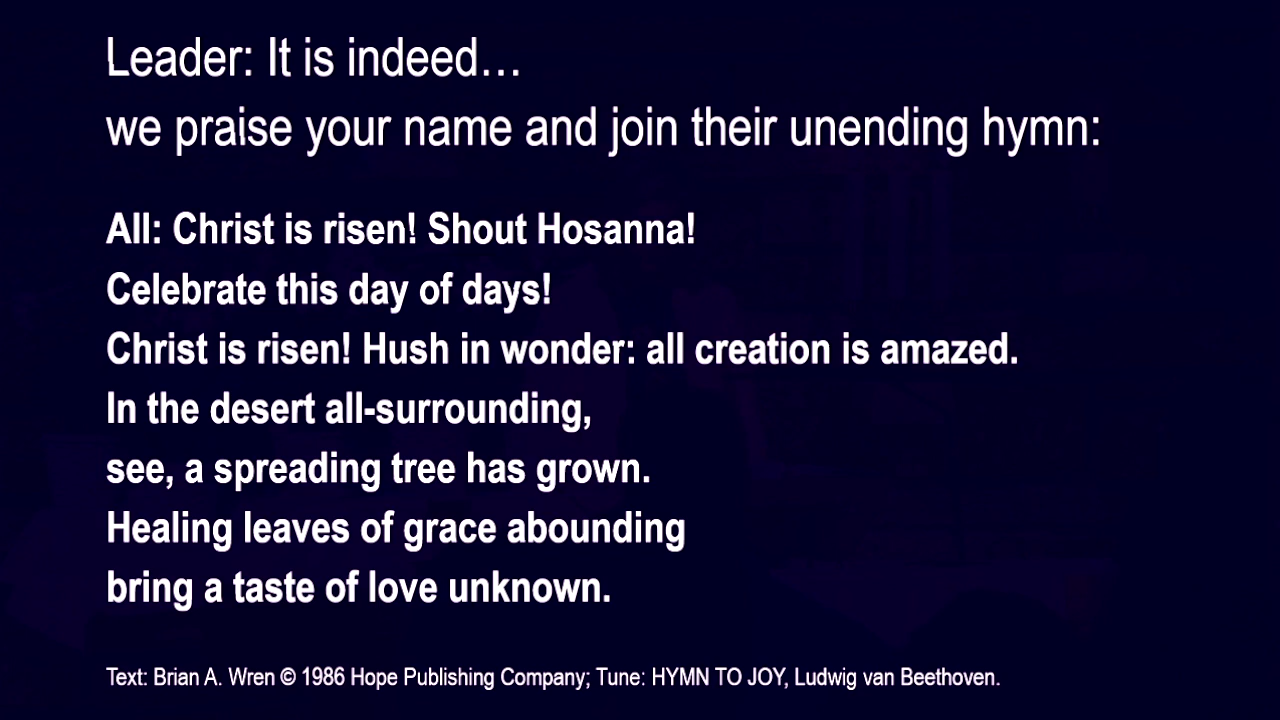 Leader: It is indeed…
we praise your name and join their unending hymn:
All: Christ is risen! Shout Hosanna!
Celebrate this day of days!
Christ is risen! Hush in wonder: all creation is amazed.
In the desert all-surrounding,
see, a spreading tree has grown.
Healing leaves of grace abounding
bring a taste of love unknown.
Text: Brian A. Wren © 1986 Hope Publishing Company; Tune: HYMN TO JOY, Ludwig van Beethoven.